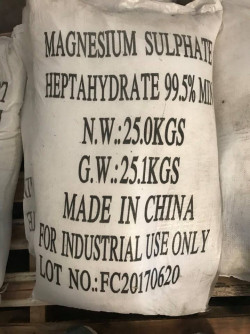 MAGNESIUM SULPHATE
HEPTAHYDRATE 99.5% MIN
N.W.:25.0KGS
G.W.:25.1KGS
MADE IN CHINA
FOR INDUSTRIAL USE ONLY
LOT NO.:FC20170620